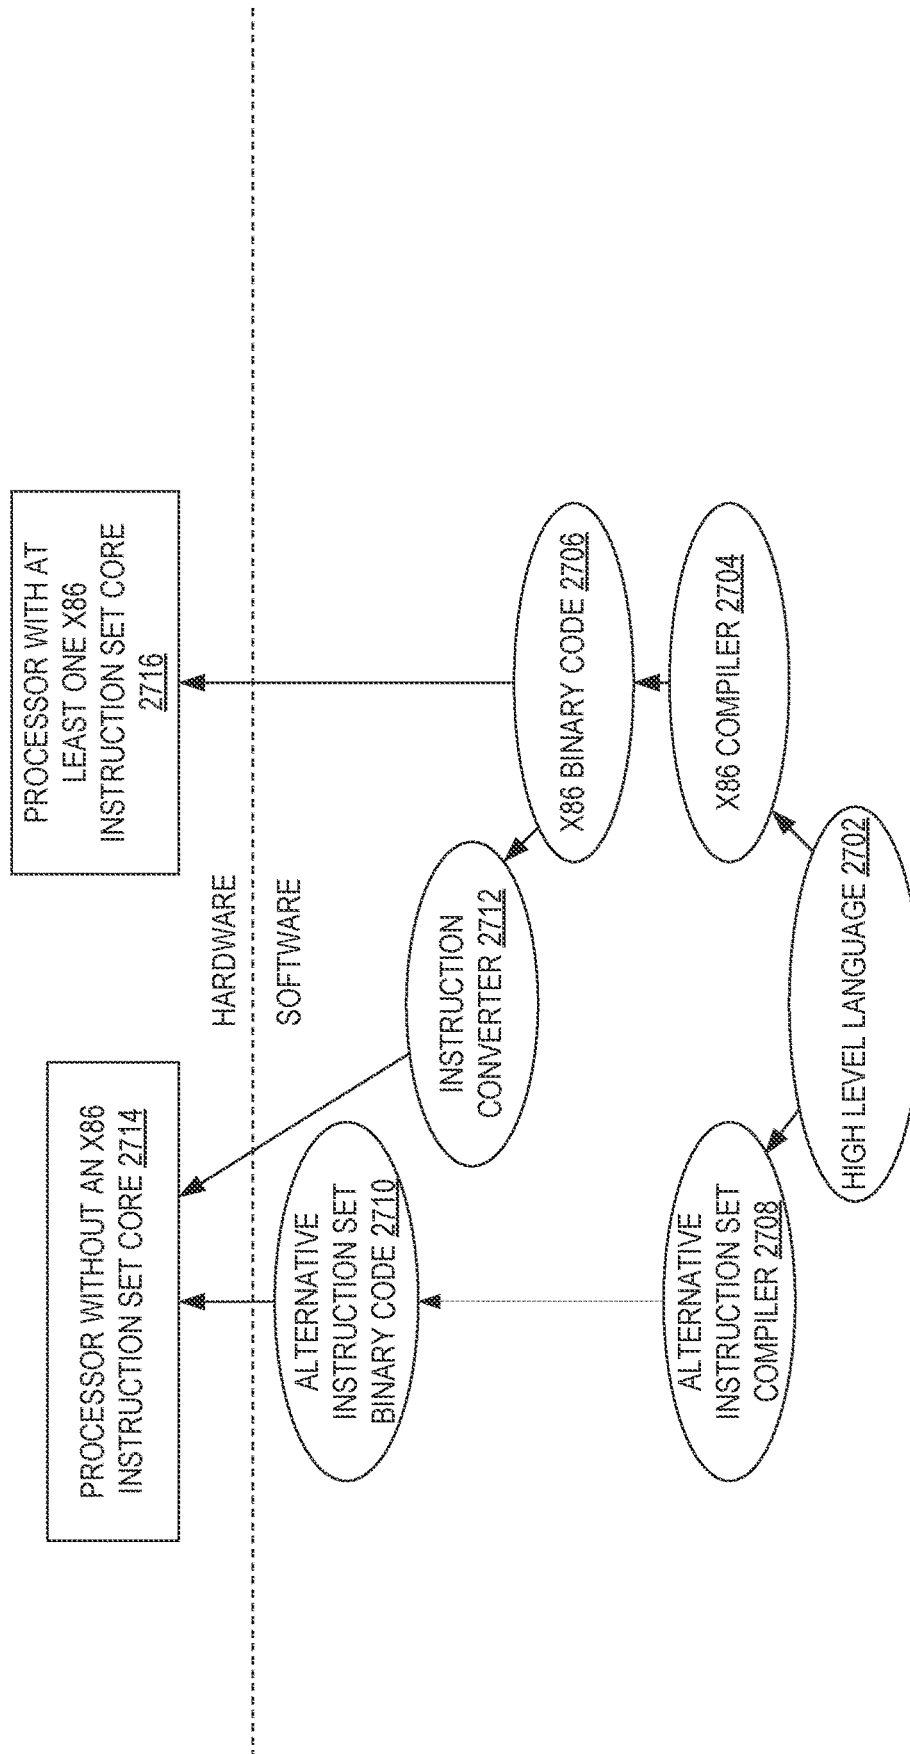 PROCESSOR WITHOUT AN X86
INSTRUCTION SET CORE 2714
PROCESSOR WITH AT
LEAST ONE X86
INSTRUCTION SET CORE
2716
HARDWARE
SOFTWARE
ALTERNATIVE
INSTRUCTION SET
BINARY CODE 2710
INSTRUCTION
CONVERTER 2712
X86 BINARY CODE 2706
ALTERNATIVE
INSTRUCTION SET
COMPILER 2708
X86 COMPILER 2704
HIGH LEVEL LANGUAGE 2702